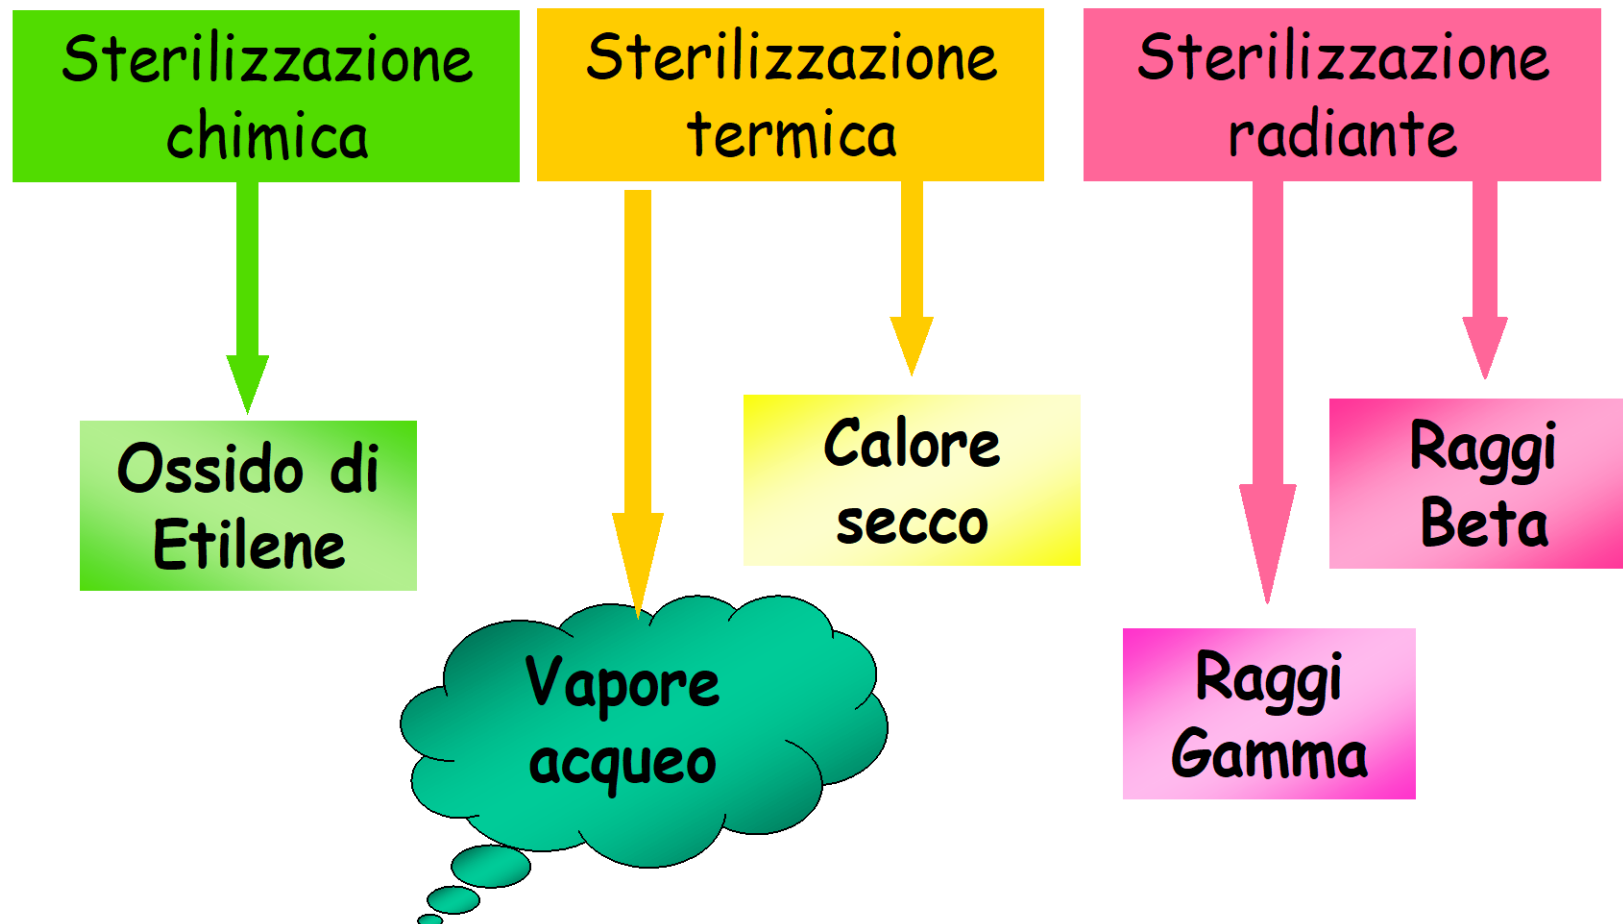 Sterilizzazione
chimica
Sterilizzazione
termica
Sterilizzazione
radiante
Ossido di
Etilene
Calore
secco
Raggi
Beta
Vapore
acqueo
Raggi
Gamma